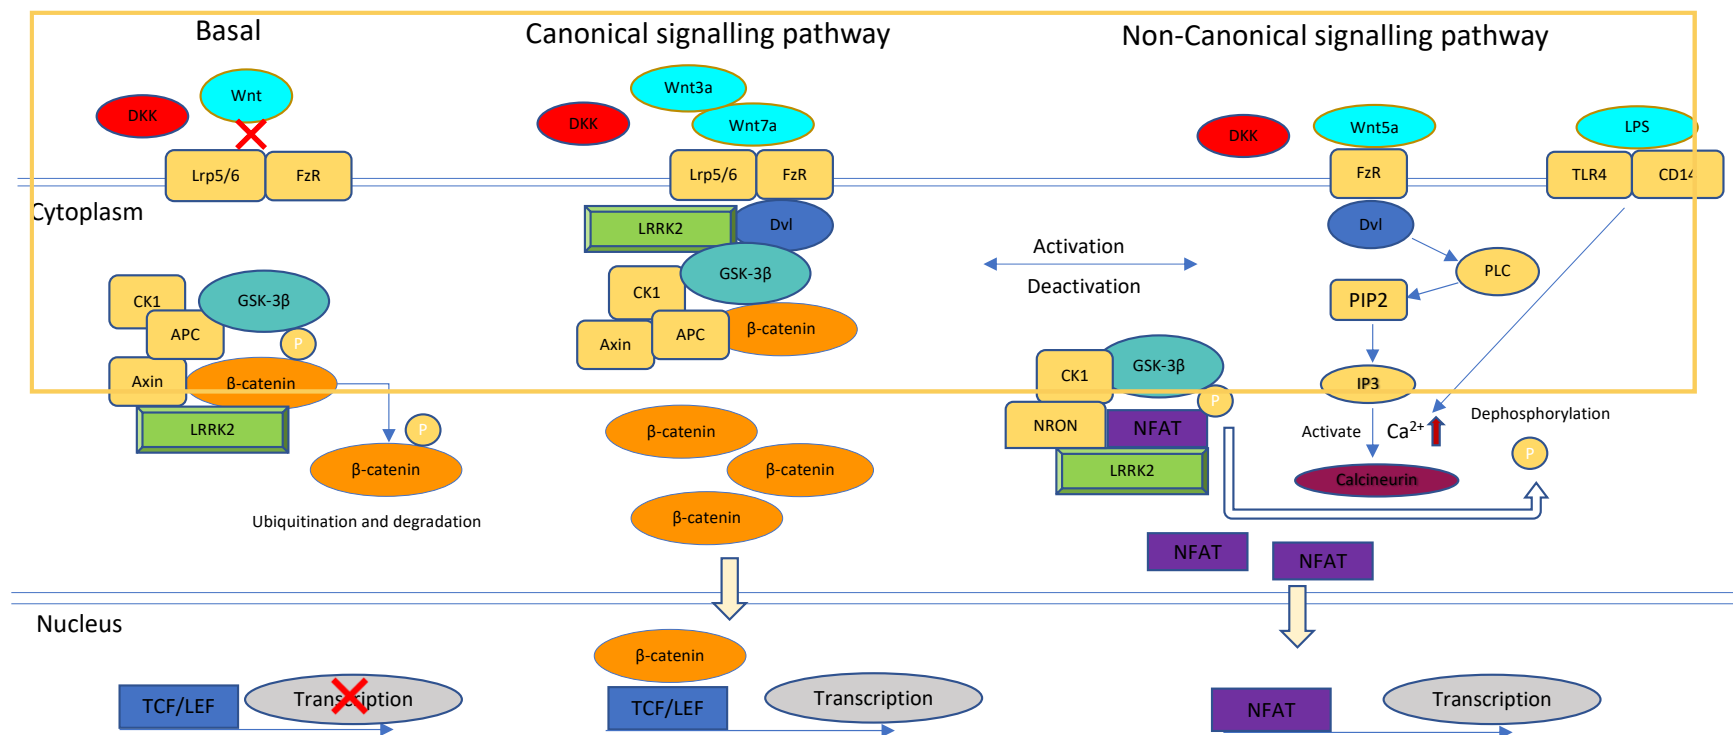 Basal
Canonical signalling pathway
Non-Canonical signalling pathway
DKK
Wnt
Lrp5/6
FzR
DKK
Wnt3a
Wnt7a
Lrp5/6
FzR
DKK
Wnt5a
FzR
LPS
TLR4
CD14
Cytoplasm
CK1
GSK-3β
APC
P
Axin
β-catenin
LRRK2
P
β-catenin
Ubiquitination and degradation
LRRK2
Dvl
GSK-3β
CK1
Axin
APC
β-catenin
β-catenin
β-catenin
β-catenin
Activation
Deactivation
Dvl
PLC
PIP2
IP3
Activate
Ca2+
Calcineurin
Dephosphorylation
P
CK1
GSK-3β
P
NRON
NFAT
LRRK2
NFAT
NFAT
Nucleus
TCF/LEF
Transcription
β-catenin
TCF/LEF
Transcription
NFAT
Transcription